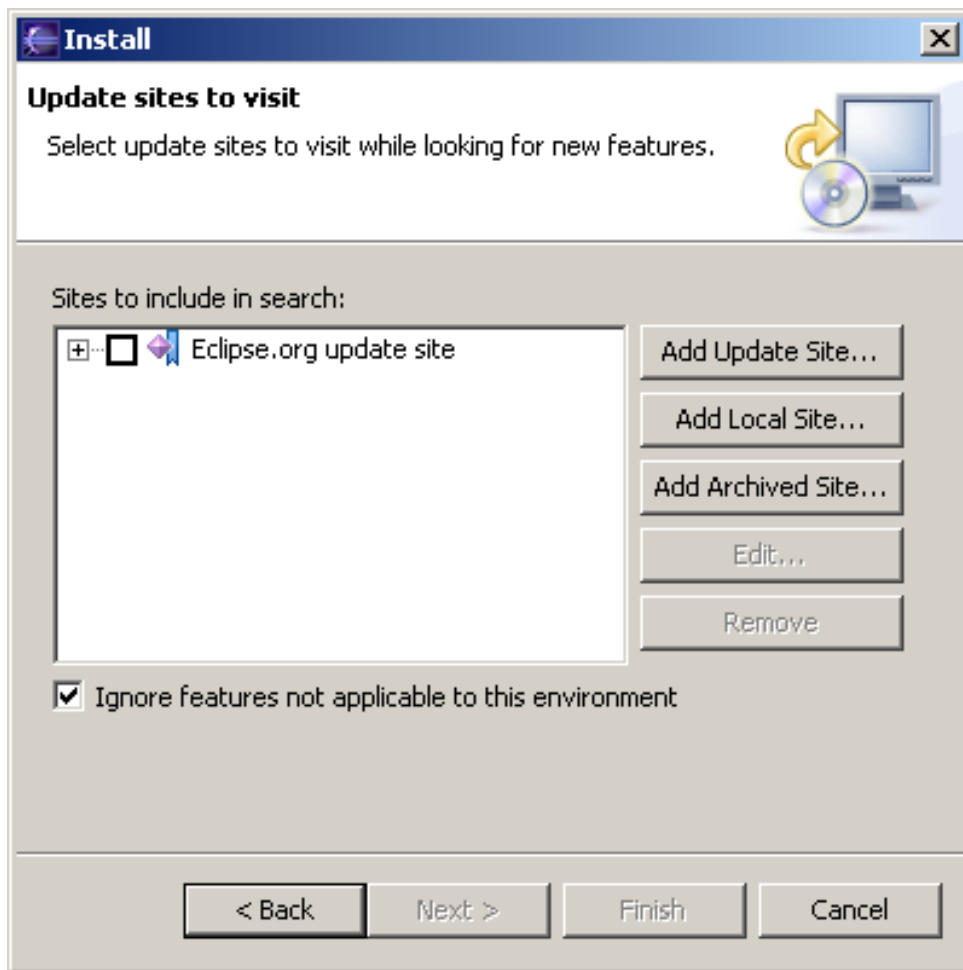 Install
Update sites to visit
Select update sites to visit while looking for new features.
Sites to include in search:
Eclipse.org update site
Add Update Site...
Add Local Site...
Add Archived Site...
Edit...
Remove
Ignore features not applicable to this environment
< Back Next > Finish Cancel